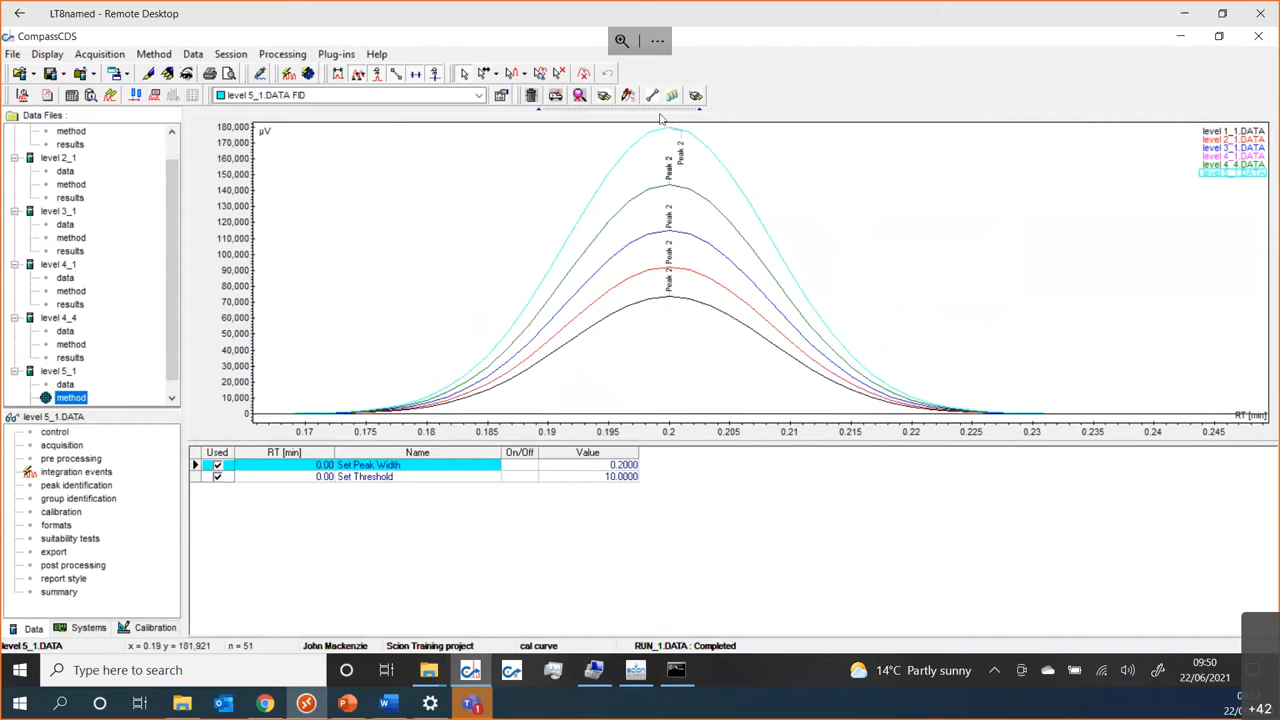 LT8named - Remote Desktop
CompassCDS
File Display Acquisition Method Data Session Processing Plug-ins Help
level 5_1.DATA FID
Data Files :
method
results
level 2_1
data
method
results
level 3_1
data
method
results
level 4_1
data
method
results
level 4_4
data
method
results
level 5_1
data
method
level 5_1.DATA
control
acquisition
pre processing
integration events
peak identification
group identification
calibration
formats
suitability tests
export
post processing
report style
summary
Data Systems Calibration
180,000
170,000
160,000
150,000
140,000
130,000
120,000
110,000
100,000
90,000
80,000
70,000
60,000
50,000
40,000
30,000
20,000
10,000
0
µV
Peak 2
Peak 2
Peak 2
Peak 2
Peak 2
level 1_1.DATA
level 2_1.DATA
level 3_1.DATA
level 4_1.DATA
level 4_4.DATA
level 5_1.DATA
RT [min]
0.17 0.175 0.18 0.185 0.19 0.195 0.2 0.205 0.21 0.215 0.22 0.225 0.23 0.235 0.24 0.245
Used RT [min] Name On/Off Value
0.00 Set Peak Width 0.2000
0.00 Set Threshold 10.0000
level 5_1.DATA x = 0.19 y = 181,921 n = 51 John Mackenzie Scion Training project cal curve RUN_1.DATA : Completed
Type here to search
scion
14°C Partly sunny
09:50
22/06/2021
22/0
+42